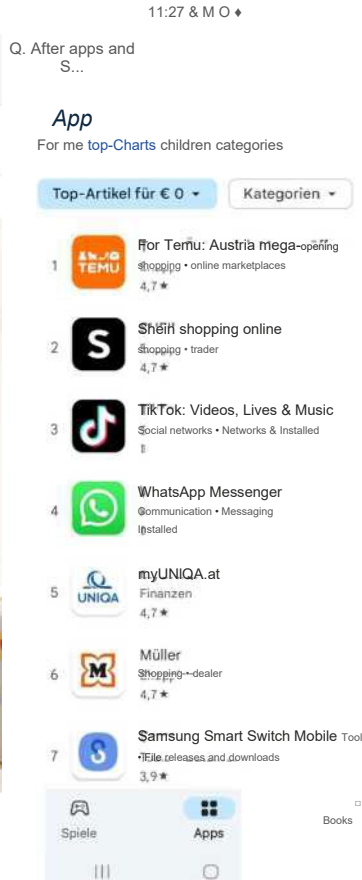 11:27 & M O ♦
Q. After apps and
S...
App
For me top-Charts children categories
Top-Artikel für € 0
Kategorien
1
TEMU
For Temu: Austria mega-opening
shopping • online marketplaces
4,7 ★
2
S
Shein shopping online
shopping • trader
4,7 ★
3
TikTok: Videos, Lives & Music
Social networks • Networks & Installed
4
WhatsApp Messenger
Communication • Messaging
Installed
5
UNIQA
myUNIQA.at
Finanzen
4,7 ★
6
M
Müller
Shopping • dealer
4,7 ★
7
S
Samsung Smart Switch Mobile Tool
• File releases and downloads
3,9 ★
Spiele
Apps
Books